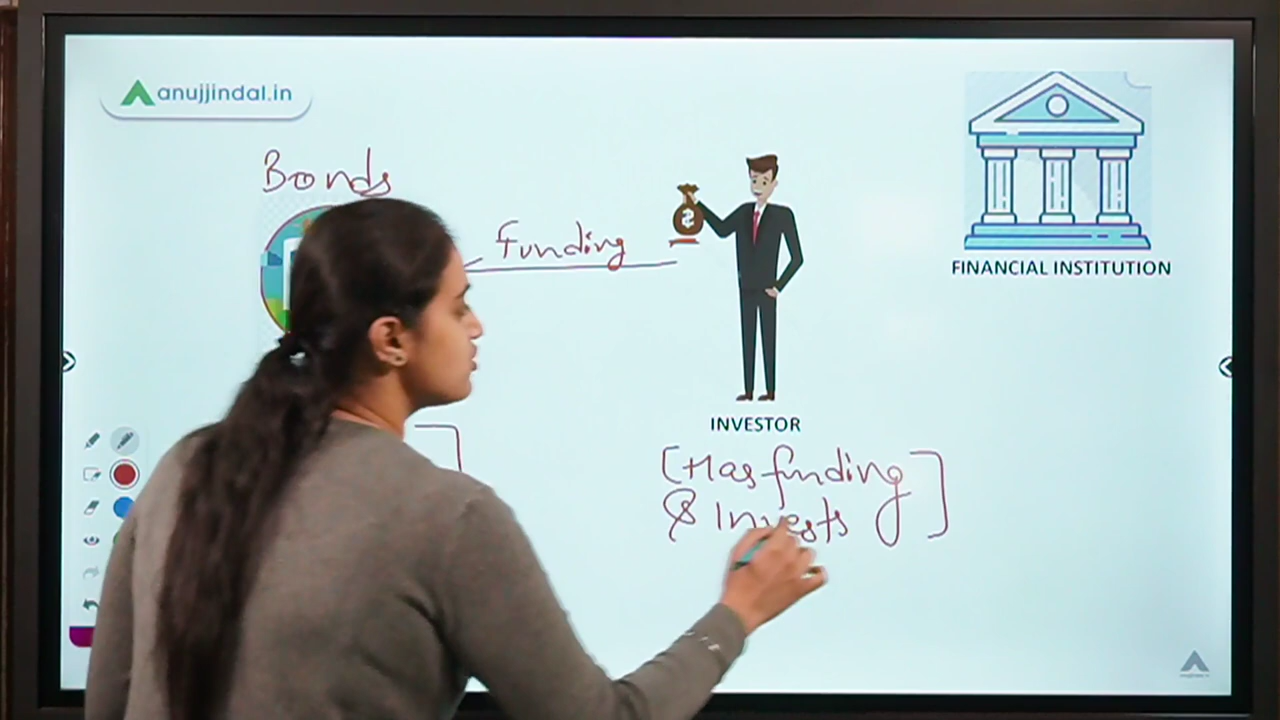 anujjindal.in
Bonds
Funding
FINANCIAL INSTITUTION
INVESTOR
[Has funding
& Invests]